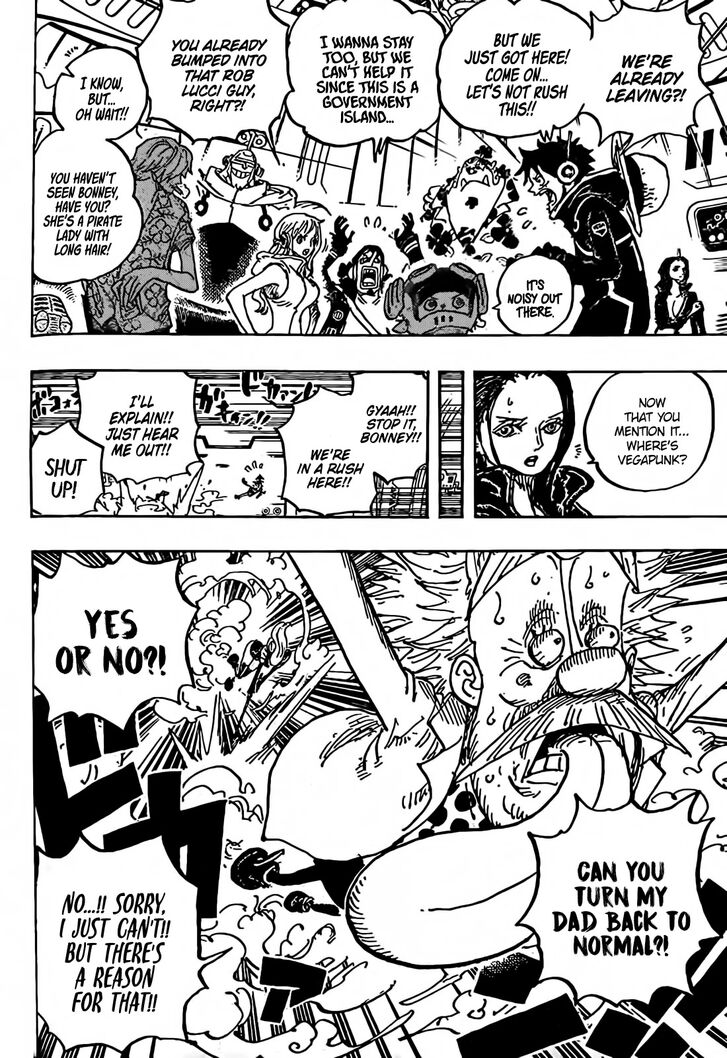 WE'RE
ALREADY
LEAVING?!
BUT WE
JUST GOT HERE!
COME ON...
LET'S NOT RUSH
THIS!!
I WANNA STAY
TOO, BUT WE
CAN'T HELP IT
SINCE THIS IS A
GOVERNMENT
ISLAND...
YOU ALREADY
BUMPED INTO
THAT ROB
LUCCI GUY,
RIGHT?!
I KNOW,
BUT...
OH WAIT!!
YOU HAVEN'T
SEEN BONNEY,
HAVE YOU?
SHE'S A PIRATE
LADY WITH
LONG HAIR!
IT'S
NOISY OUT
THERE.
NOW
THAT YOU
MENTION IT...
WHERE'S
VEGAPUNK?
GYAAH!!
STOP IT,
BONNEY!!
WE'RE
IN A RUSH
HERE!!
I'LL
EXPLAIN!!
JUST HEAR
ME OUT!!
SHUT
UP!
CAN YOU
TURN MY
DAD BACK TO
NORMAL?!
YES
OR NO?!
NO...!! SORRY,
I JUST CAN'T!!
BUT THERE'S
A REASON
FOR THAT!!